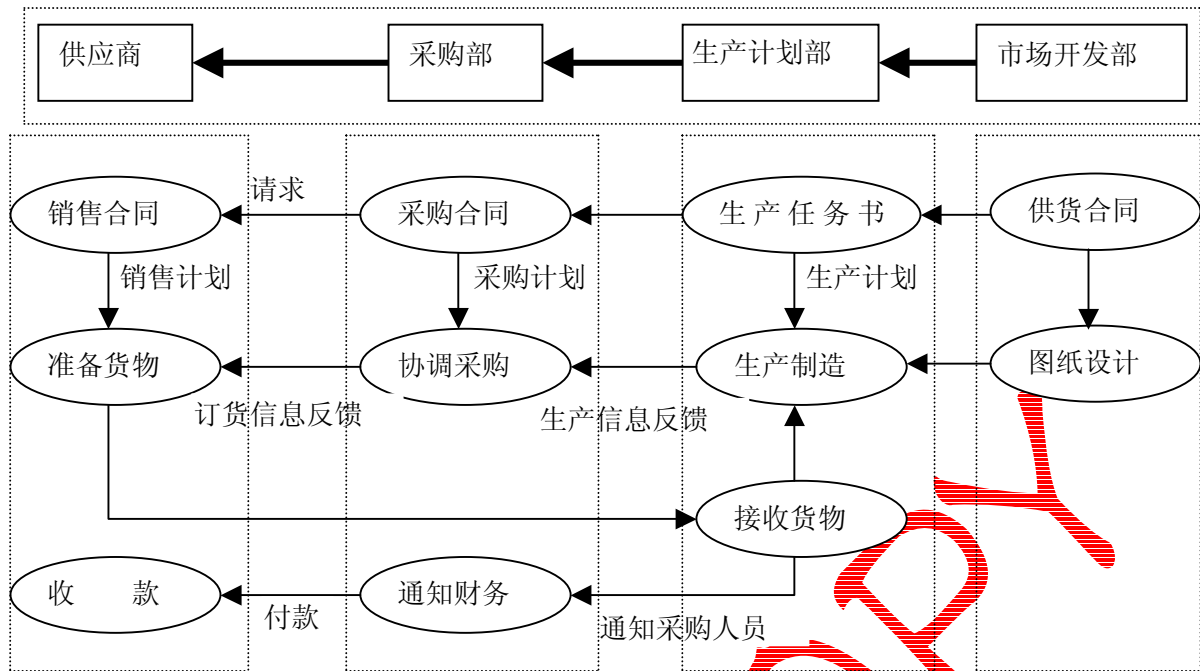 供应商
采购部
生产计划部
市场开发部
请求
销售合同
采购合同
生产任务书
供货合同
销售计划
采购计划
生产计划
准备货物
协调采购
生产制造
图纸设计
订货信息反馈
生产信息反馈
接收货物
收 款
通知财务
付款
通知采购人员
PY